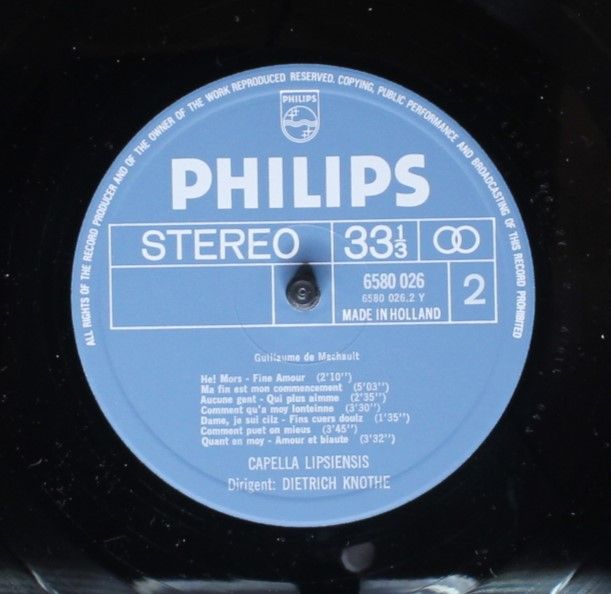 ALL RIGHTS OF THE RECORD PRODUCER AND OF THE OWNER OF THE WORK REPRODUCED RESERVED. COPYING, PUBLIC PERFORMANCE AND BROADCASTING OF THIS RECORD PROHIBITED
PHILIPS
PHILIPS
STEREO
33 1/3
6580 026
6580 026.2 Y
MADE IN HOLLAND
2
Guillaume de Machault
He! Mors - Fine Amour (2'10'')
Ma fin est mon commencement (5'03'')
Aucune gent - Qui plus aimme (2'35'')
Comment qu'a moy lonteinne (3'30'')
Dame, je sui cilz - Fins cuers doulz (1'35'')
Comment puet on mieus (3'45'')
Quant en moy - Amour et biaute (3'32'')
CAPELLA LIPSIENSIS
Dirigent: DIETRICH KNOTHE